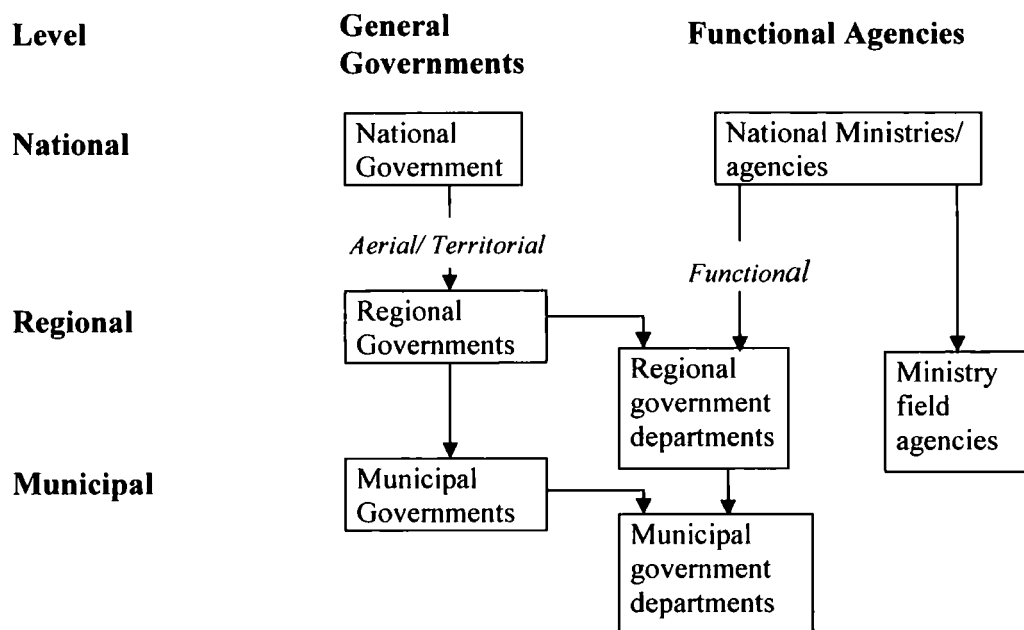 Level
General
Governments
Functional Agencies
National
National
Government
National Ministries/
agencies
Aerial/ Territorial
Functional
Regional
Regional
Governments
Regional
government
departments
Ministry
field
agencies
Municipal
Municipal
Governments
Municipal
government
departments